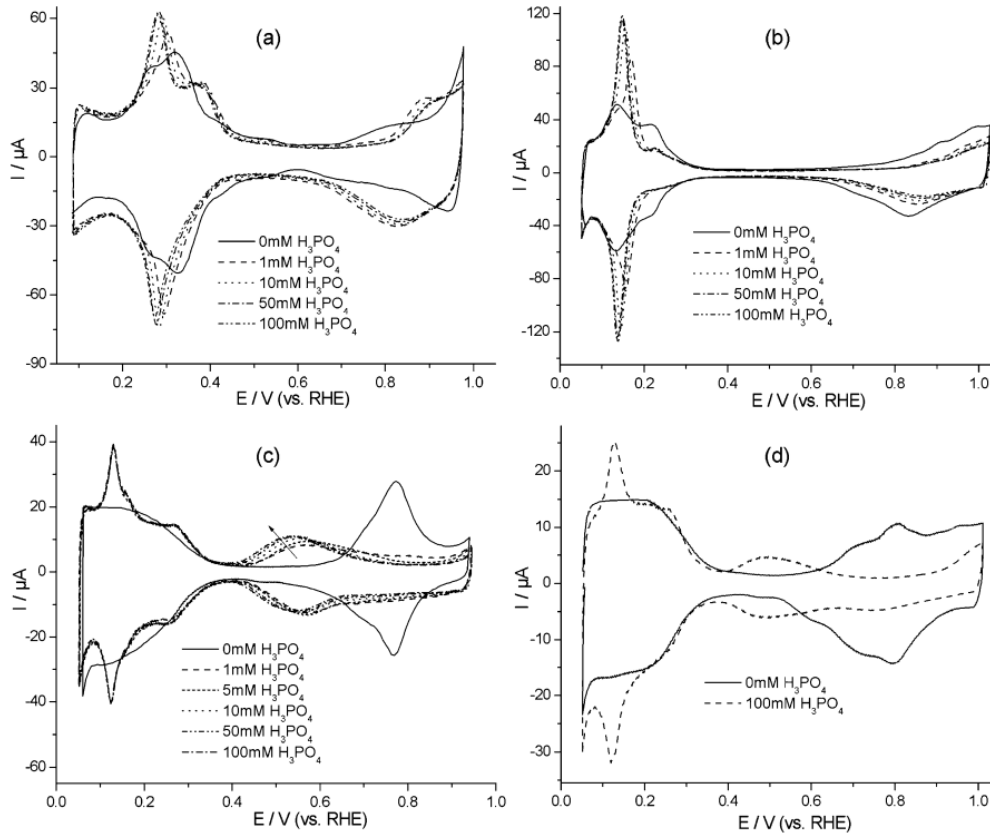 (a)
60
30
0
-30
-60
-90
I / µA
0mM H₃PO₄
1mM H₃PO₄
10mM H₃PO₄
50mM H₃PO₄
100mM H₃PO₄
0.2 0.4 0.6 0.8 1.0
E / V (vs. RHE)
(b)
120
80
40
0
-40
-80
-120
I / µA
0mM H₃PO₄
1mM H₃PO₄
10mM H₃PO₄
50mM H₃PO₄
100mM H₃PO₄
0.0 0.2 0.4 0.6 0.8 1.0
E / V (vs. RHE)
(c)
40
20
0
-20
-40
-60
I / µA
0mM H₃PO₄
1mM H₃PO₄
5mM H₃PO₄
10mM H₃PO₄
50mM H₃PO₄
100mM H₃PO₄
0.0 0.2 0.4 0.6 0.8 1.0
E / V (vs. RHE)
(d)
20
10
0
-10
-20
-30
I / µA
0mM H₃PO₄
100mM H₃PO₄
0.0 0.2 0.4 0.6 0.8 1.0
E / V (vs. RHE)